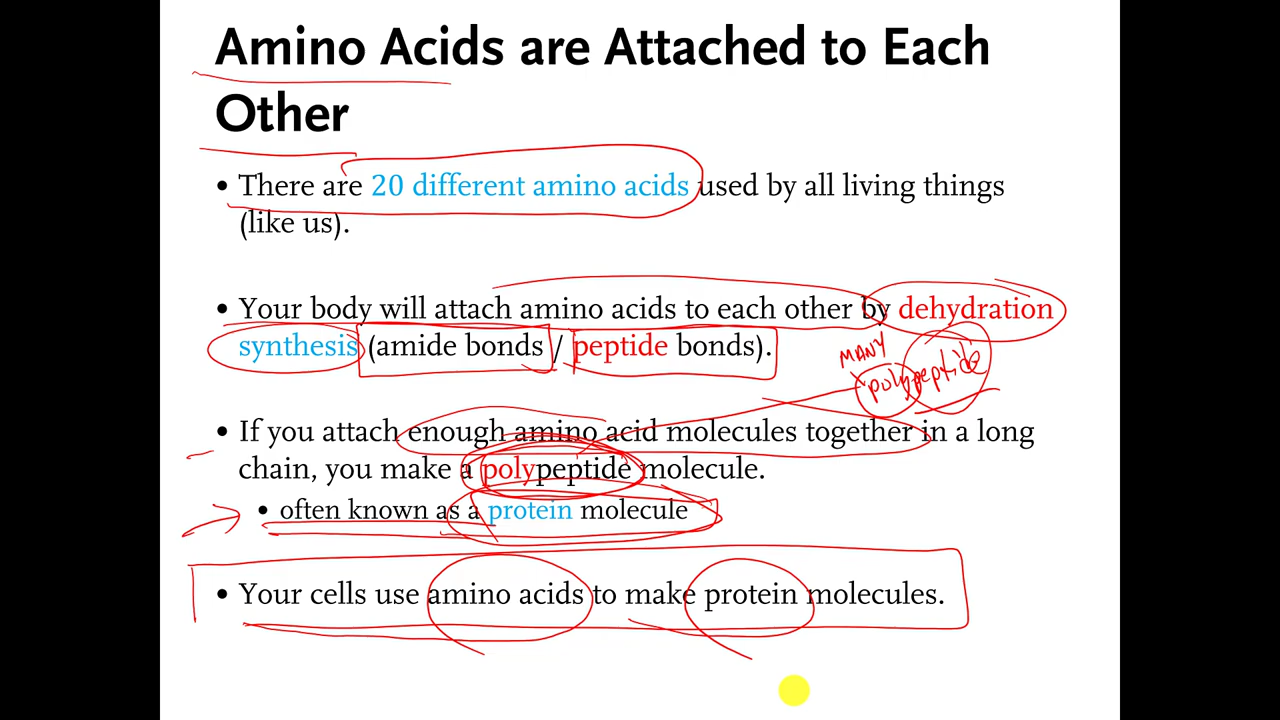 Amino Acids are Attached to Each
Other
• There are 20 different amino acids used by all living things
(like us).
• Your body will attach amino acids to each other by dehydration
synthesis (amide bonds / peptide bonds).
MANY
polypeptide
• If you attach enough amino acid molecules together in a long
chain, you make a polypeptide molecule.
• often known as a protein molecule
• Your cells use amino acids to make protein molecules.